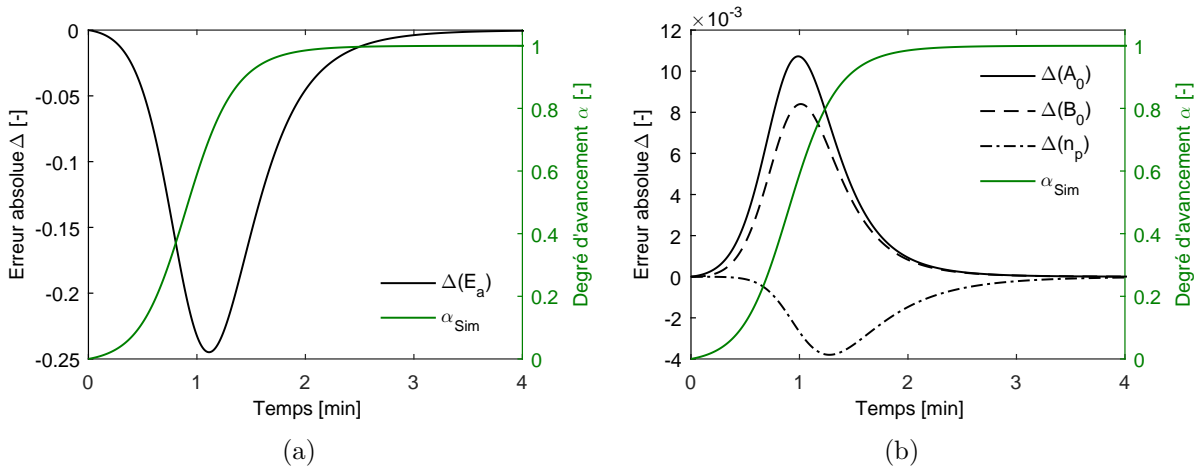 0
-0.05
-0.1
-0.15
-0.2
-0.25
Erreur absolue Δ [-]
0 1 2 3 4
Temps [min]
0
0.2
0.4
0.6
0.8
1
Degré d'avancement α [-]
Δ(E_a)
α_Sim
(a)
×10^-3
12
10
8
6
4
2
0
-2
-4
Erreur absolue Δ [-]
0 1 2 3 4
Temps [min]
1
0.8
0.6
0.4
0.2
0
Degré d'avancement α [-]
Δ(A_0)
Δ(B_0)
Δ(n_p)
α_Sim
(b)